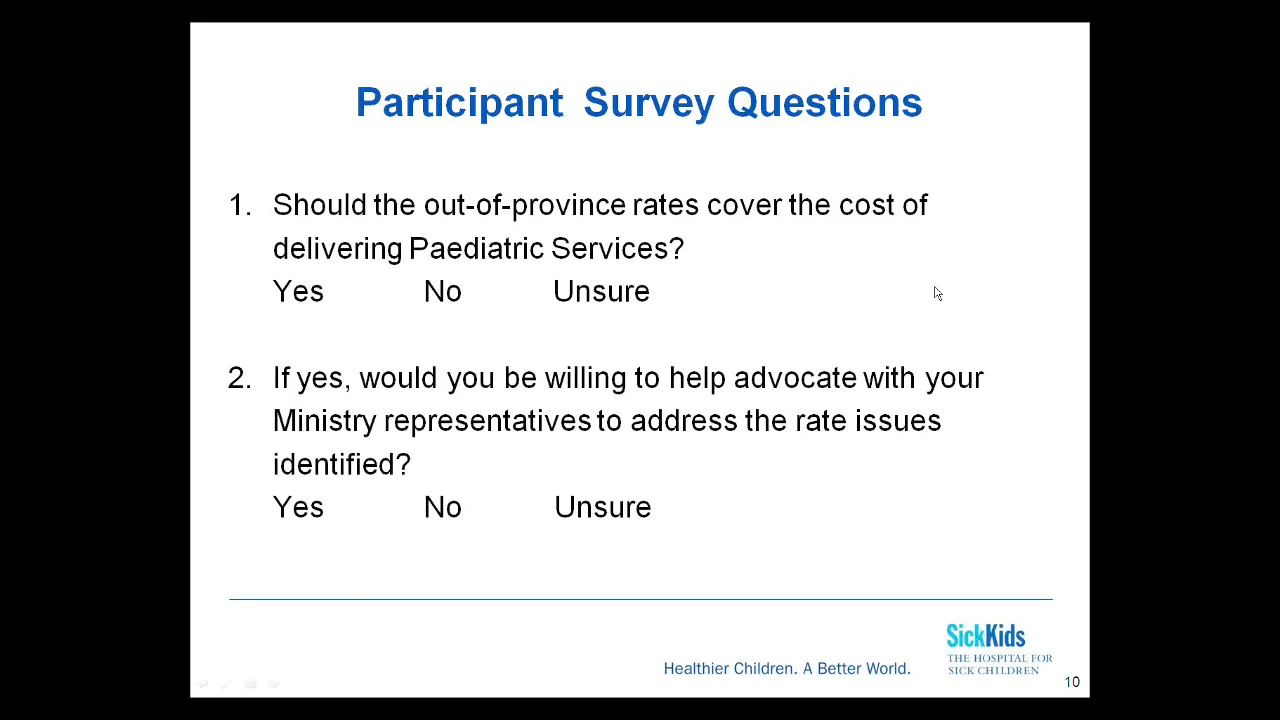 Participant Survey Questions
1. Should the out-of-province rates cover the cost of
delivering Paediatric Services?
Yes No Unsure
2. If yes, would you be willing to help advocate with your
Ministry representatives to address the rate issues
identified?
Yes No Unsure
SickKids
THE HOSPITAL FOR
SICK CHILDREN
Healthier Children. A Better World.
10